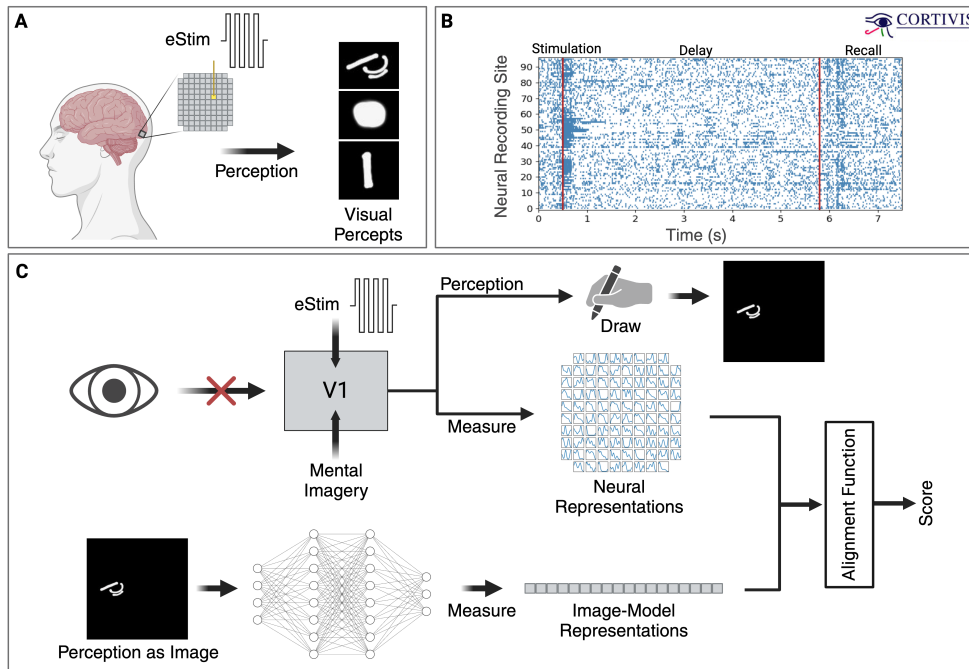 A
eStim
Perception
Visual
Percepts
B
CORTIVIS
Stimulation
Delay
Recall
Neural Recording Site
90
80
70
60
50
40
30
20
10
0
0
1
2
3
4
5
6
7
Time (s)
C
eStim
Perception
Draw
V1
Measure
Mental
Imagery
Neural
Representations
Alignment Function
Score
Measure
Image-Model
Representations
Perception as Image